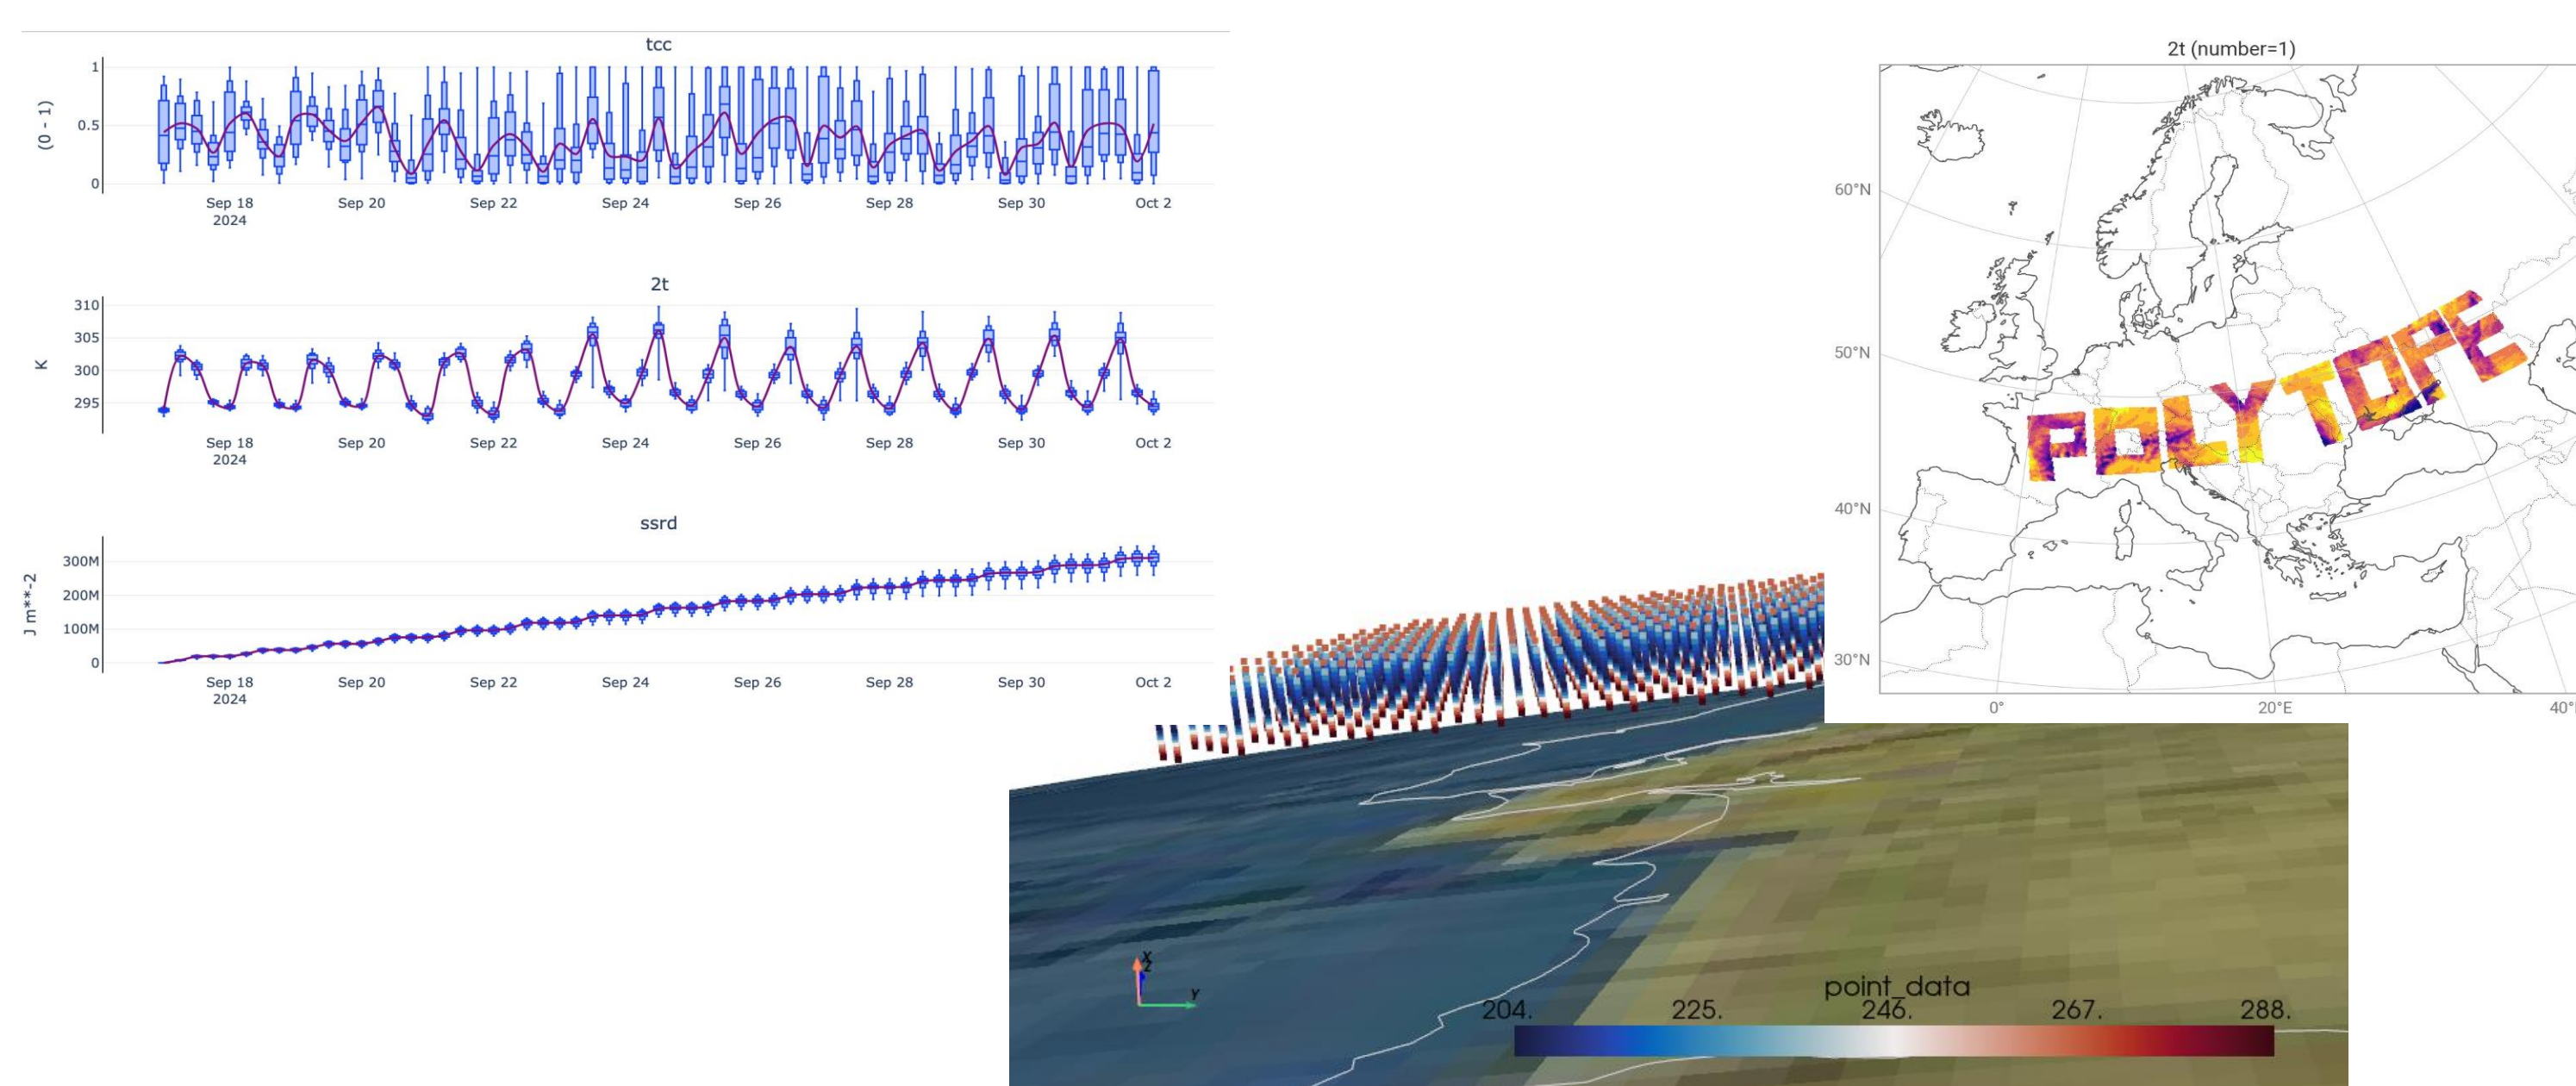 tcc
(0 - 1)
1
0.5
0
Sep 18 Sep 20 Sep 22 Sep 24 Sep 26 Sep 28 Sep 30 Oct 2
2024
2t
K
310
305
300
295
Sep 18 Sep 20 Sep 22 Sep 24 Sep 26 Sep 28 Sep 30 Oct 2
2024
ssrd
J m**-2
300M
200M
100M
0
Sep 18 Sep 20 Sep 22 Sep 24 Sep 26 Sep 28 Sep 30 Oct 2
2024
2t (number=1)
60°N
50°N
40°N
30°N
0° 20°E 40°
POLYTOPE
X
Z
Y
point_data
204. 225. 246. 267. 288.